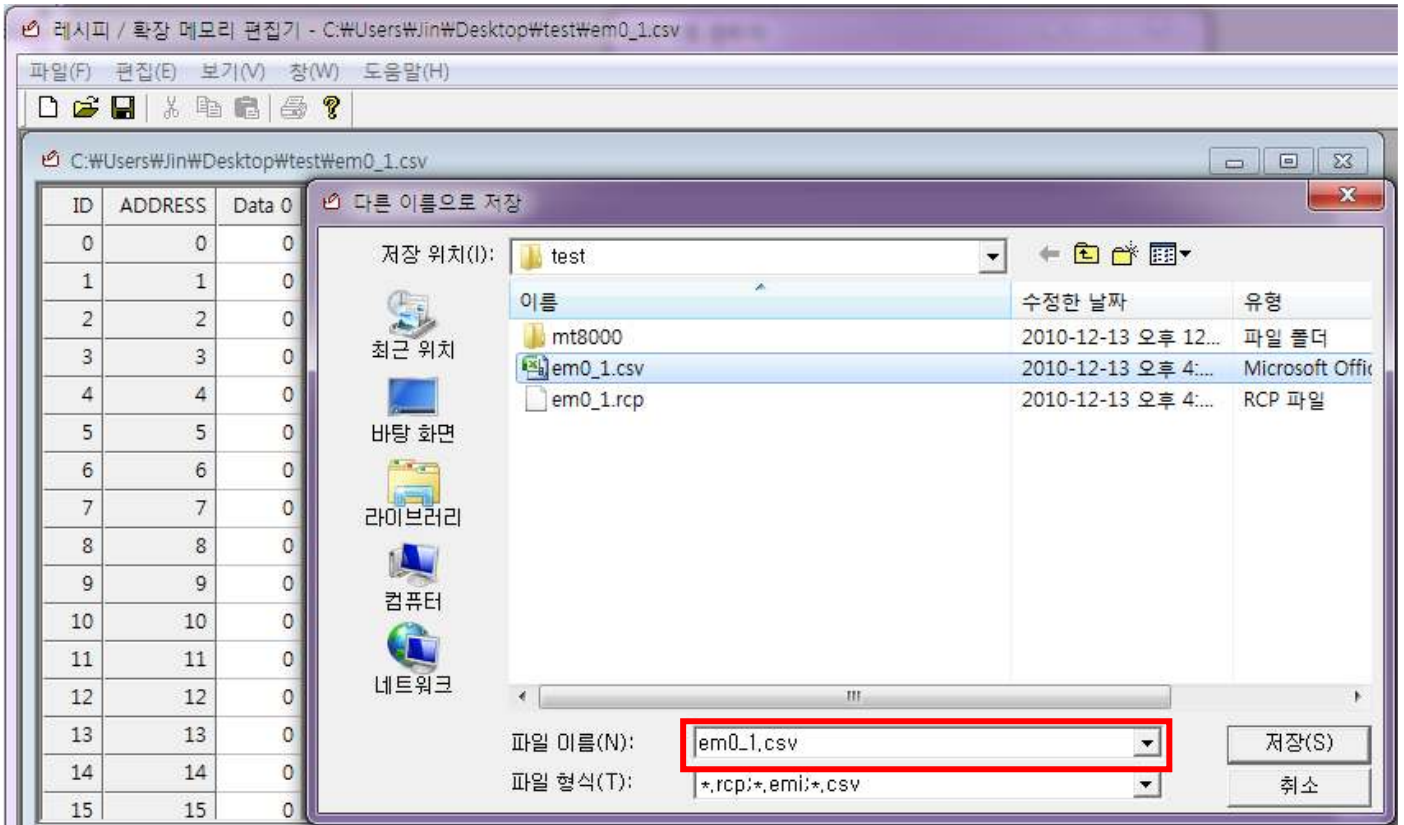 레시피 / 확장 메모리 편집기 - C:₩Users₩Jin₩Desktop₩test₩em0_1.csv
파일(F) 편집(E) 보기(V) 창(W) 도움말(H)
C:₩Users₩Jin₩Desktop₩test₩em0_1.csv
ID ADDRESS Data 0
0 0 0
1 1 0
2 2 0
3 3 0
4 4 0
5 5 0
6 6 0
7 7 0
8 8 0
9 9 0
10 10 0
11 11 0
12 12 0
13 13 0
14 14 0
15 15 0
다른 이름으로 저장
저장 위치(I): test
최근 위치
바탕 화면
라이브러리
컴퓨터
네트워크
이름 수정한 날짜 유형
mt8000 2010-12-13 오후 12... 파일 폴더
em0_1.csv 2010-12-13 오후 4:... Microsoft Offic
em0_1.rcp 2010-12-13 오후 4:... RCP 파일
파일 이름(N): em0_1.csv 저장(S)
파일 형식(T): *.rcp;*.emi;*.csv 취소